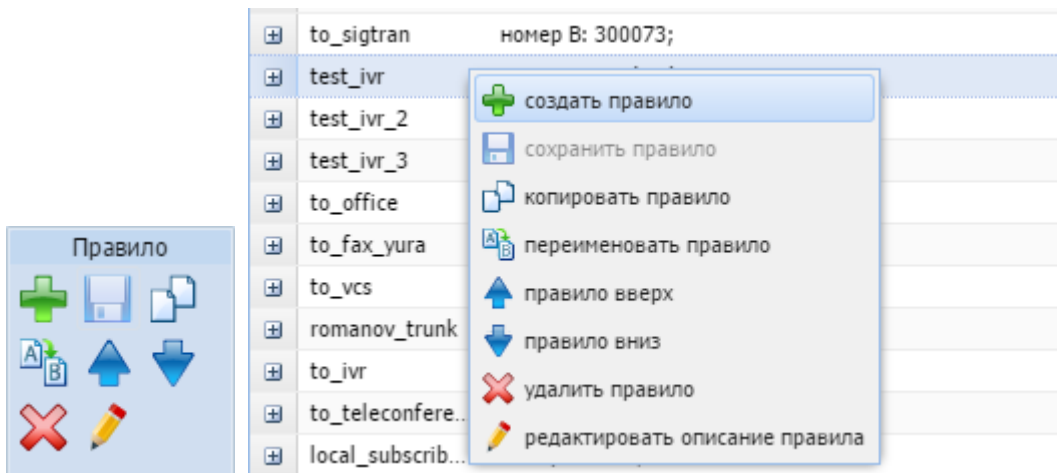 to_sigtran номер B: 300073;
test_ivr
test_ivr_2
test_ivr_3
to_office
to_fax_yura
to_vcs
romanov_trunk
to_ivr
to_teleconfere...
local_subscrib...
создать правило
сохранить правило
копировать правило
переименовать правило
правило вверх
правило вниз
удалить правило
редактировать описание правила
Правило
A
B
A
B